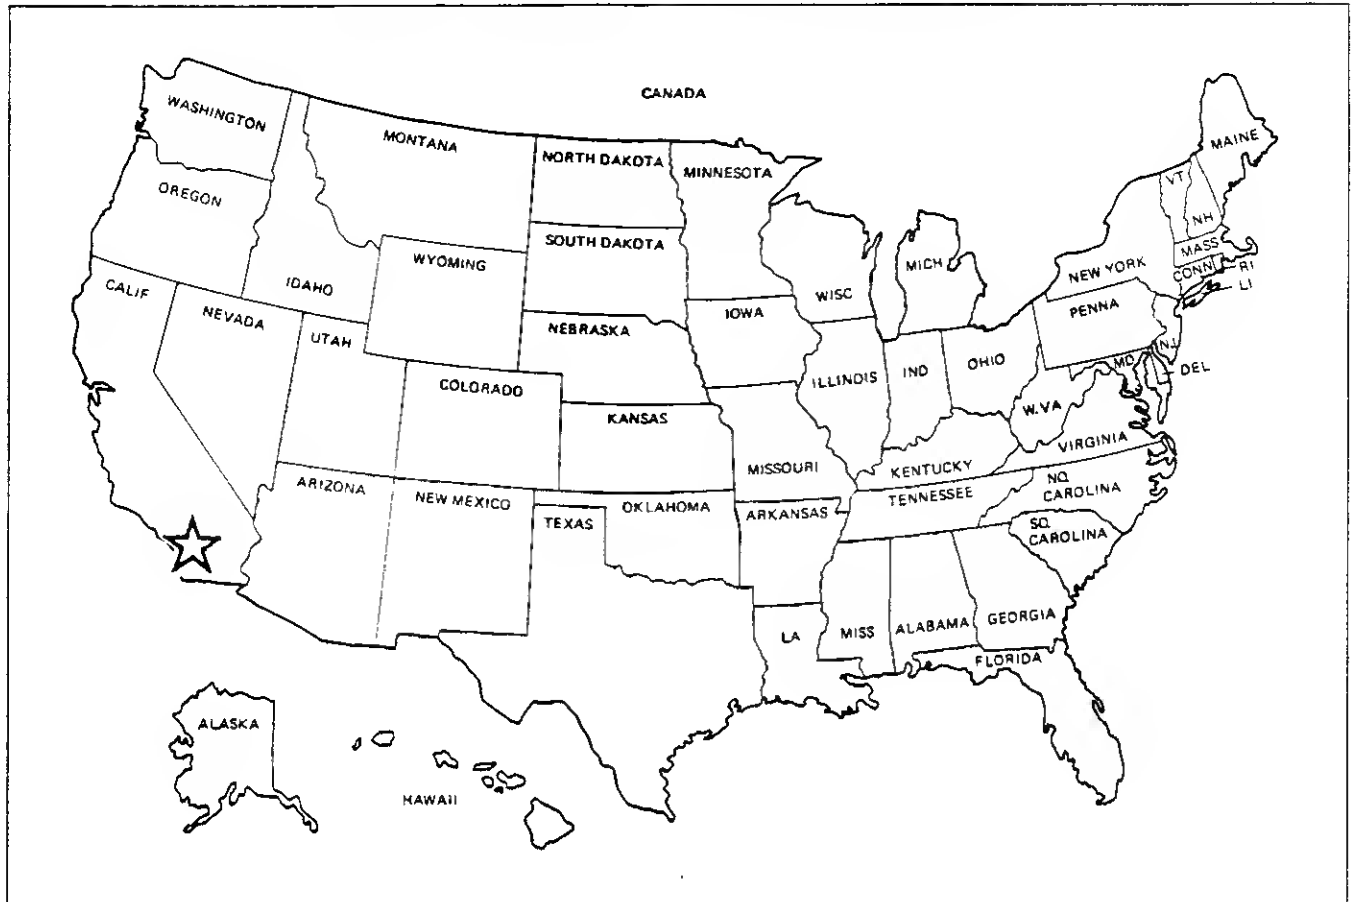 CANADA
WASHINGTON
MONTANA
NORTH DAKOTA
MINNESOTA
MAINE
VT
OREGON
NH
SOUTH DAKOTA
MASS
WYOMING
MICH
NEW YORK
CONN
RI
LI
CALIF
IDAHO
WISC
NEVADA
IOWA
PENNA
NEBRASKA
UTAH
N.J.
OHIO
MD
DEL
ILLINOIS
IND
COLORADO
W.VA
KANSAS
VIRGINIA
MISSOURI
KENTUCKY
NO.
CAROLINA
ARIZONA
NEW MEXICO
TENNESSEE
OKLAHOMA
ARKANSAS
TEXAS
SO.
CAROLINA
LA
MISS
ALABAMA
GEORGIA
FLORIDA
ALASKA
HAWAII